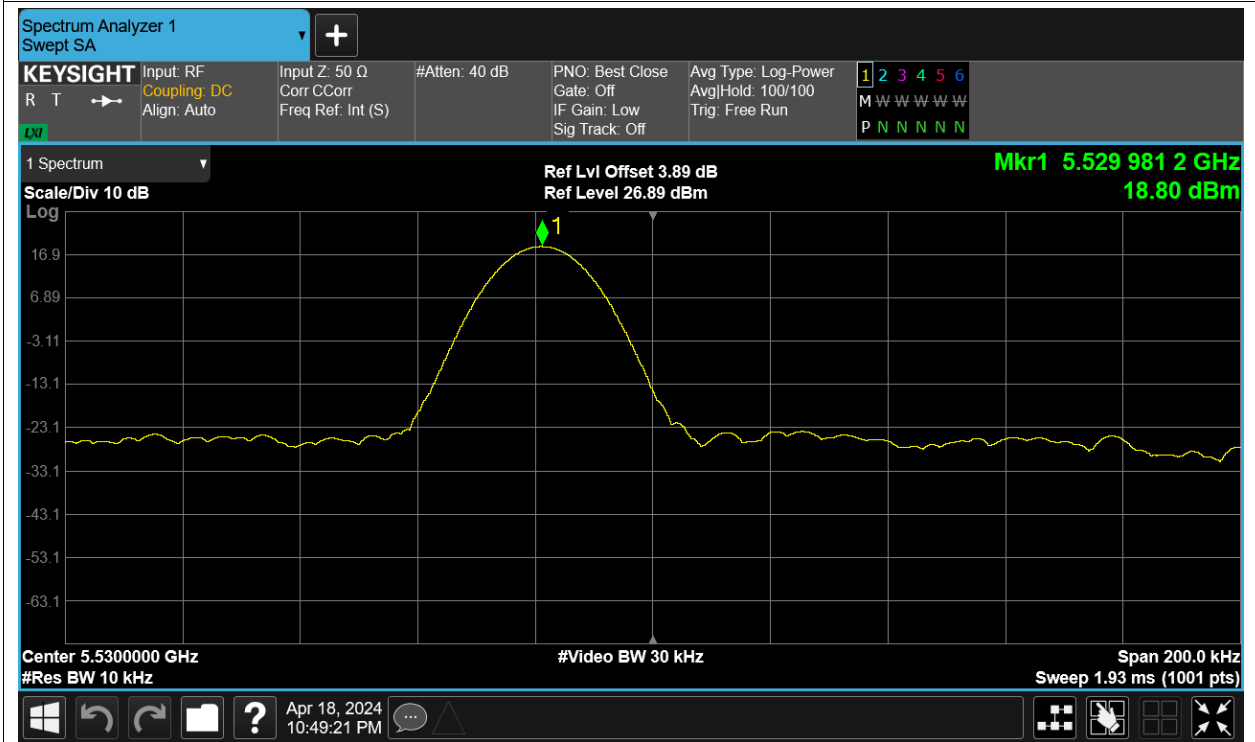 Spectrum Analyzer 1
Swept SA
+
KEYSIGHT
R T
LXI
Input: RF
Coupling: DC
Align: Auto
Input Z: 50 Ω
Corr CCorr
Freq Ref: Int (S)
#Atten: 40 dB
PNO: Best Close
Gate: Off
IF Gain: Low
Sig Track: Off
Avg Type: Log-Power
Avg|Hold: 100/100
Trig: Free Run
1 2 3 4 5 6
M W W W W W
P N N N N N
1 Spectrum
Scale/Div 10 dB
Log
Ref Lvl Offset 3.89 dB
Ref Level 26.89 dBm
Mkr1 5.529 981 2 GHz
18.80 dBm
1
16.9
6.89
-3.11
-13.1
-23.1
-33.1
-43.1
-53.1
-63.1
Center 5.5300000 GHz
#Res BW 10 kHz
#Video BW 30 kHz
Span 200.0 kHz
Sweep 1.93 ms (1001 pts)
?
Apr 18, 2024
10:49:21 PM